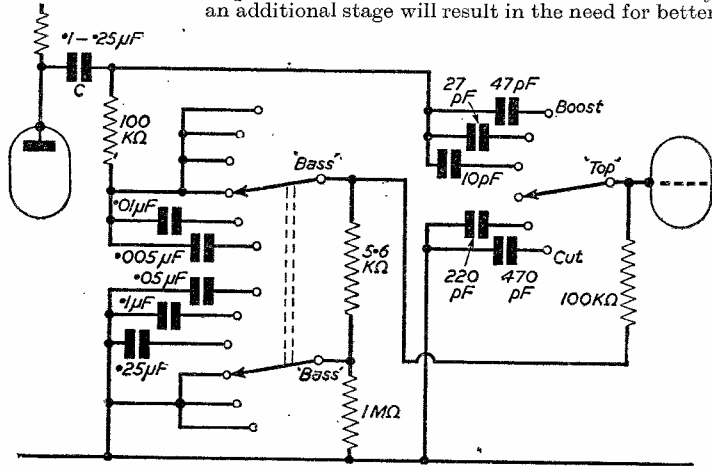 an additional stage will result in the need for better
·1–·25µF
C
100
KΩ
27
pF
47pF
Boost
10pF
"Bass"
"Top"
·01µF
·005µF
·05µF
·1µF
·25µF
5·6
KΩ
220
pF
470
pF
Cut
100KΩ
"Bass"
1MΩ